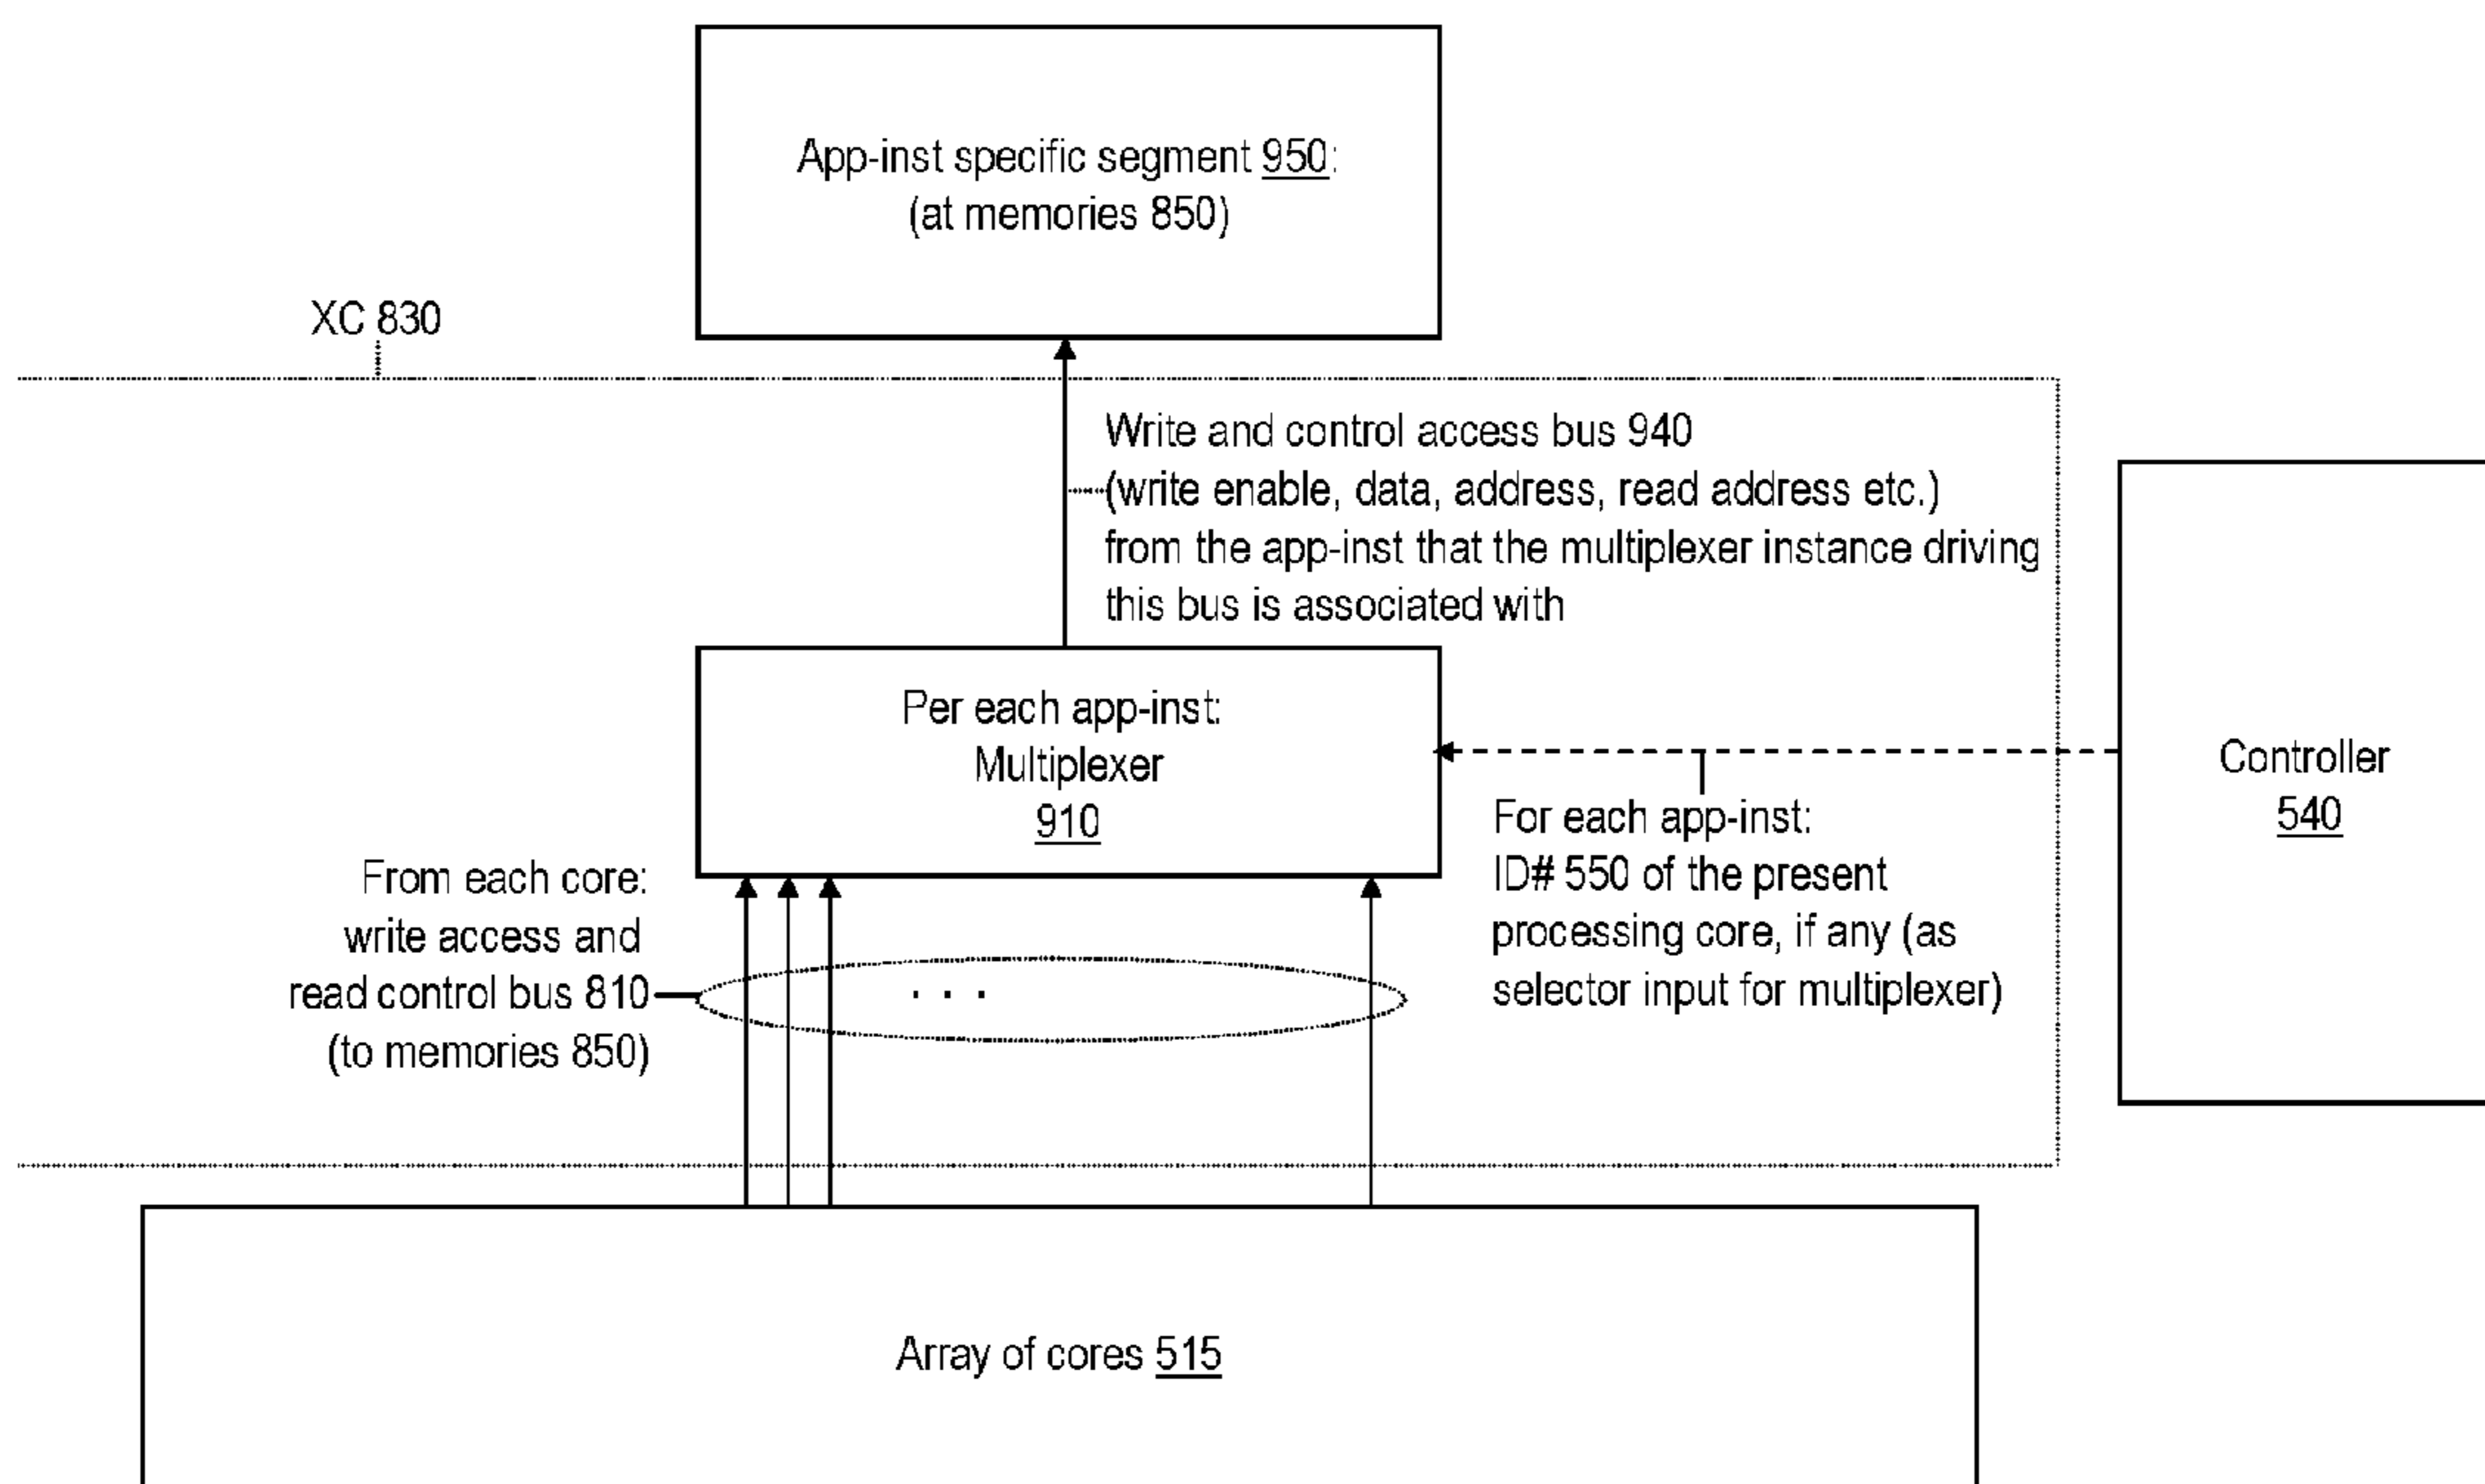 App-inst specific segment 950:
(at memories 850)
XC 830
Write and control access bus 940
(write enable, data, address, read address etc.)
from the app-inst that the multiplexer instance driving
this bus is associated with
Per each app-inst:
Multiplexer
910
Controller
540
For each app-inst:
ID# 550 of the present
processing core, if any (as
selector input for multiplexer)
From each core:
write access and
read control bus 810
(to memories 850)
. . .
Array of cores 515